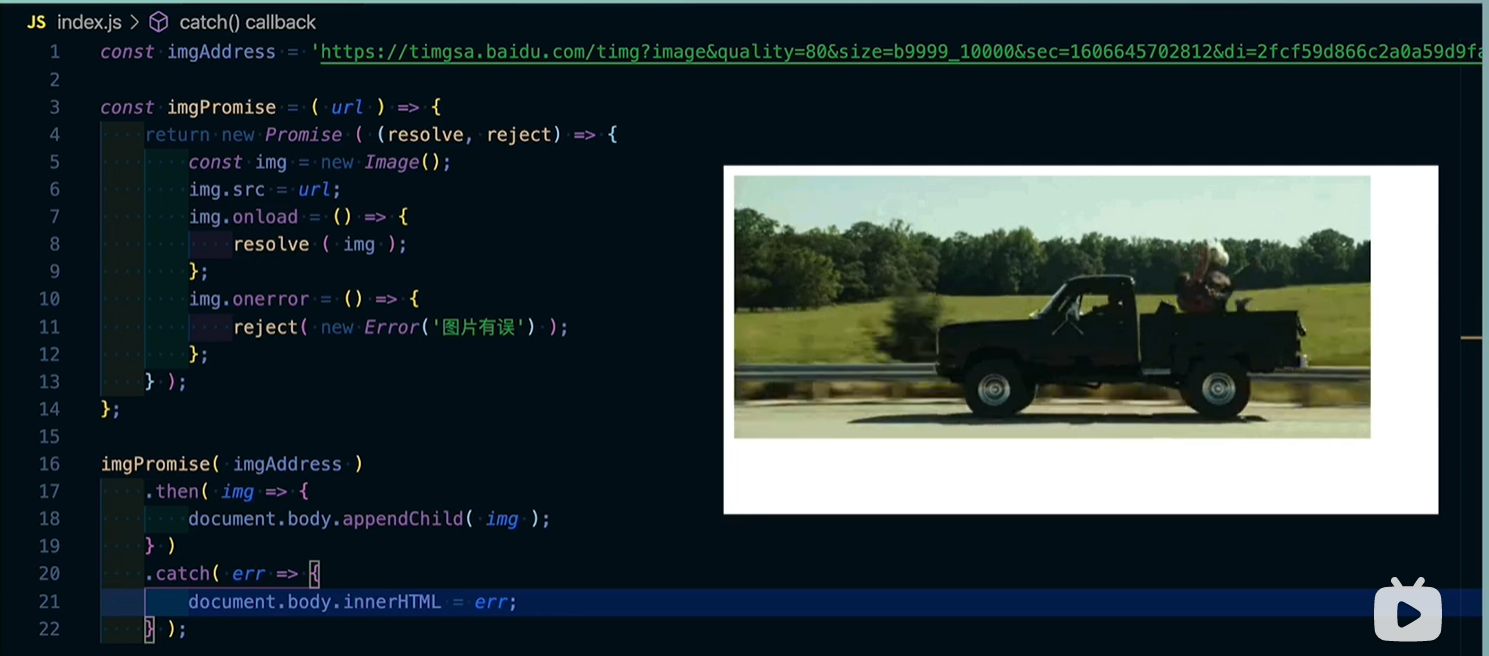 JS index.js > catch() callback
1 const imgAddress = 'https://timgsa.baidu.com/timg?image&quality=80&size=b9999_10000&sec=1606645702812&di=2fcf59d866c2a0a59d9fa
2
3 const imgPromise = ( url ) => {
4 return new Promise ( (resolve, reject) => {
5 const img = new Image();
6 img.src = url;
7 img.onload = () => {
8 resolve ( img );
9 };
10 img.onerror = () => {
11 reject( new Error('图片有误') );
12 };
13 } );
14 };
15
16 imgPromise( imgAddress )
17 .then( img => {
18 document.body.appendChild( img );
19 } )
20 .catch( err => {
21 document.body.innerHTML = err;
22 } );